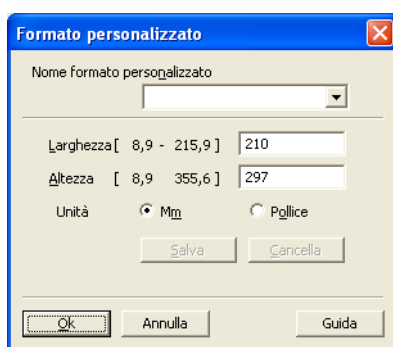 Formato personalizzato
Nome formato personalizzato
Larghezza [ 8,9 - 215,9 ] 210
Altezza [ 8,9 355,6 ] 297
Unità Mm Pollice
Salva Cancella
Ok Annulla Guida